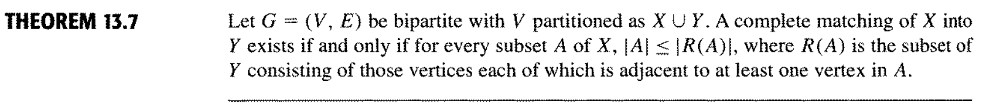 THEOREM 13.7 Let G = (V, E) be bipartite with V partitioned as X ∪ Y. A complete matching of X into
Y exists if and only if for every subset A of X, |A| ≤ |R(A)|, where R(A) is the subset of
Y consisting of those vertices each of which is adjacent to at least one vertex in A.